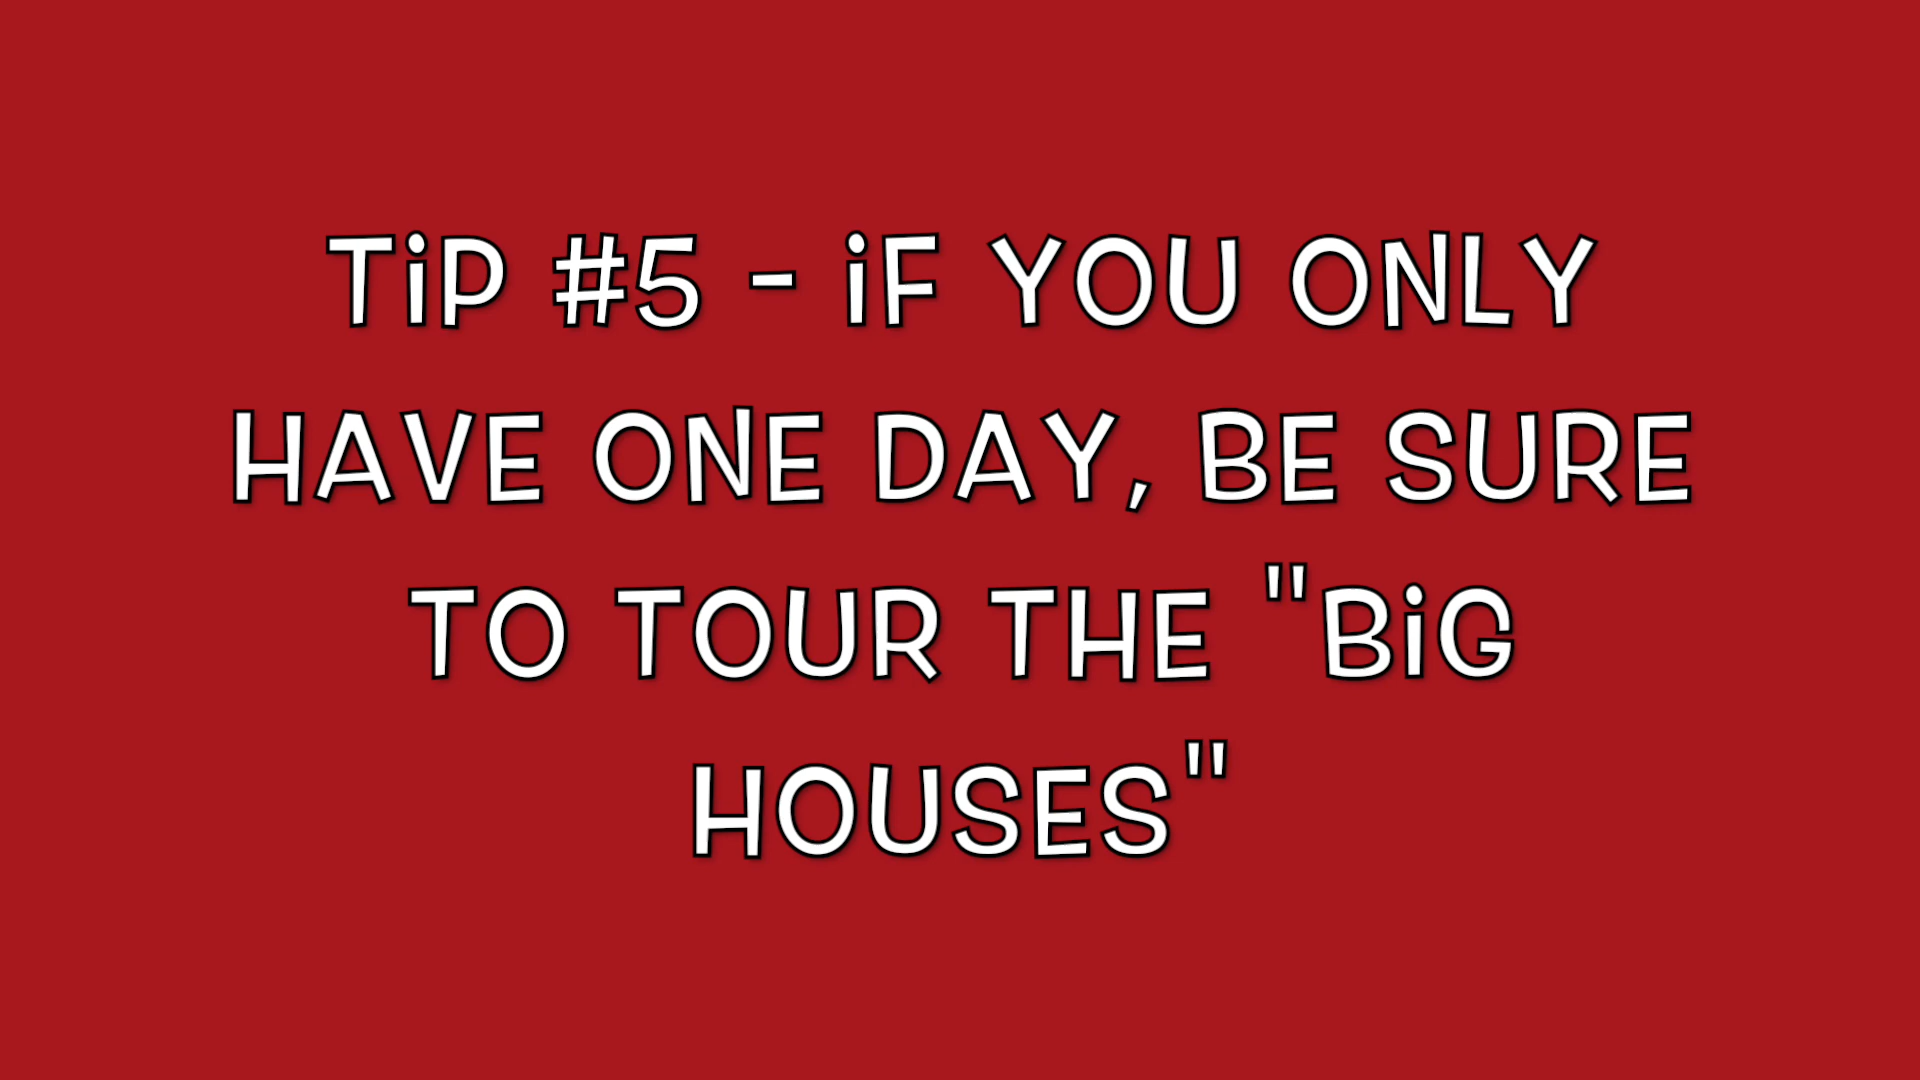 TiP #5 - iF YOU ONLY
HAVE ONE DAY, BE SURE
TO TOUR THE "BiG
HOUSES"